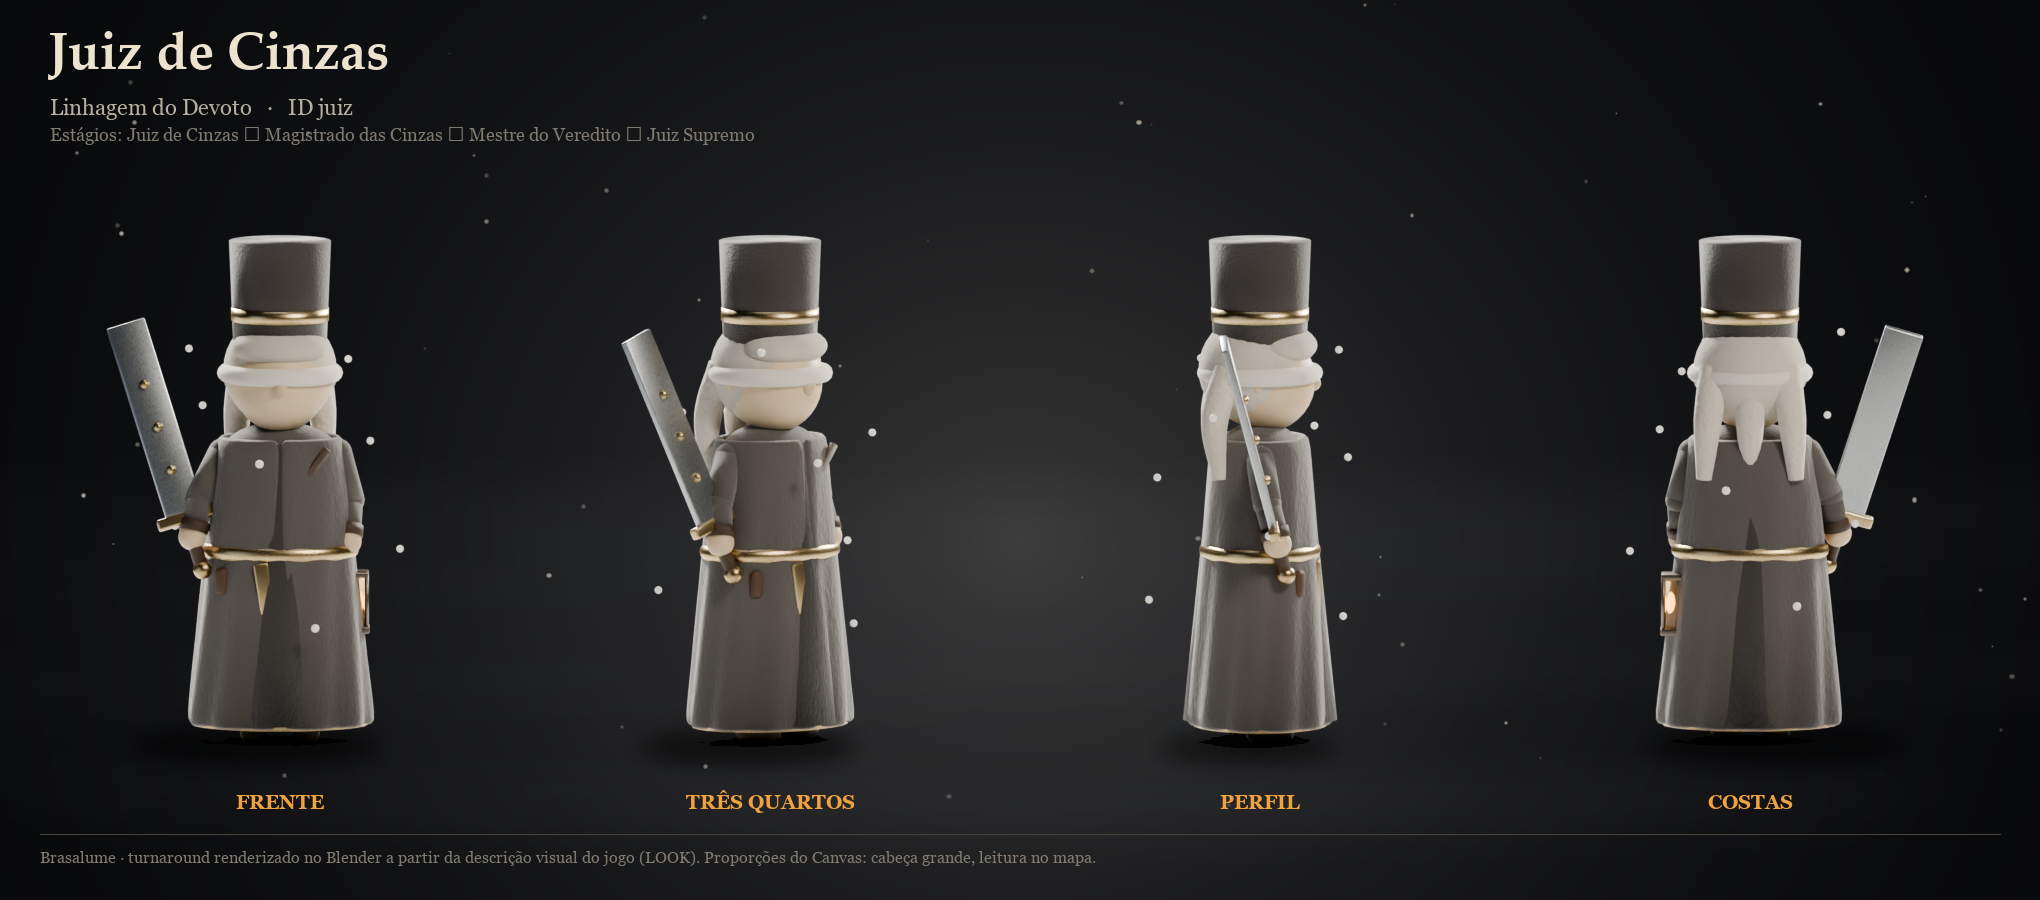 Juiz de Cinzas
Linhagem do Devoto · ID juiz
Estágios: Juiz de Cinzas □ Magistrado das Cinzas □ Mestre do Veredito □ Juiz Supremo
FRENTE
TRÊS QUARTOS
PERFIL
COSTAS
Brasalume · turnaround renderizado no Blender a partir da descrição visual do jogo (LOOK). Proporções do Canvas: cabeça grande, leitura no mapa.